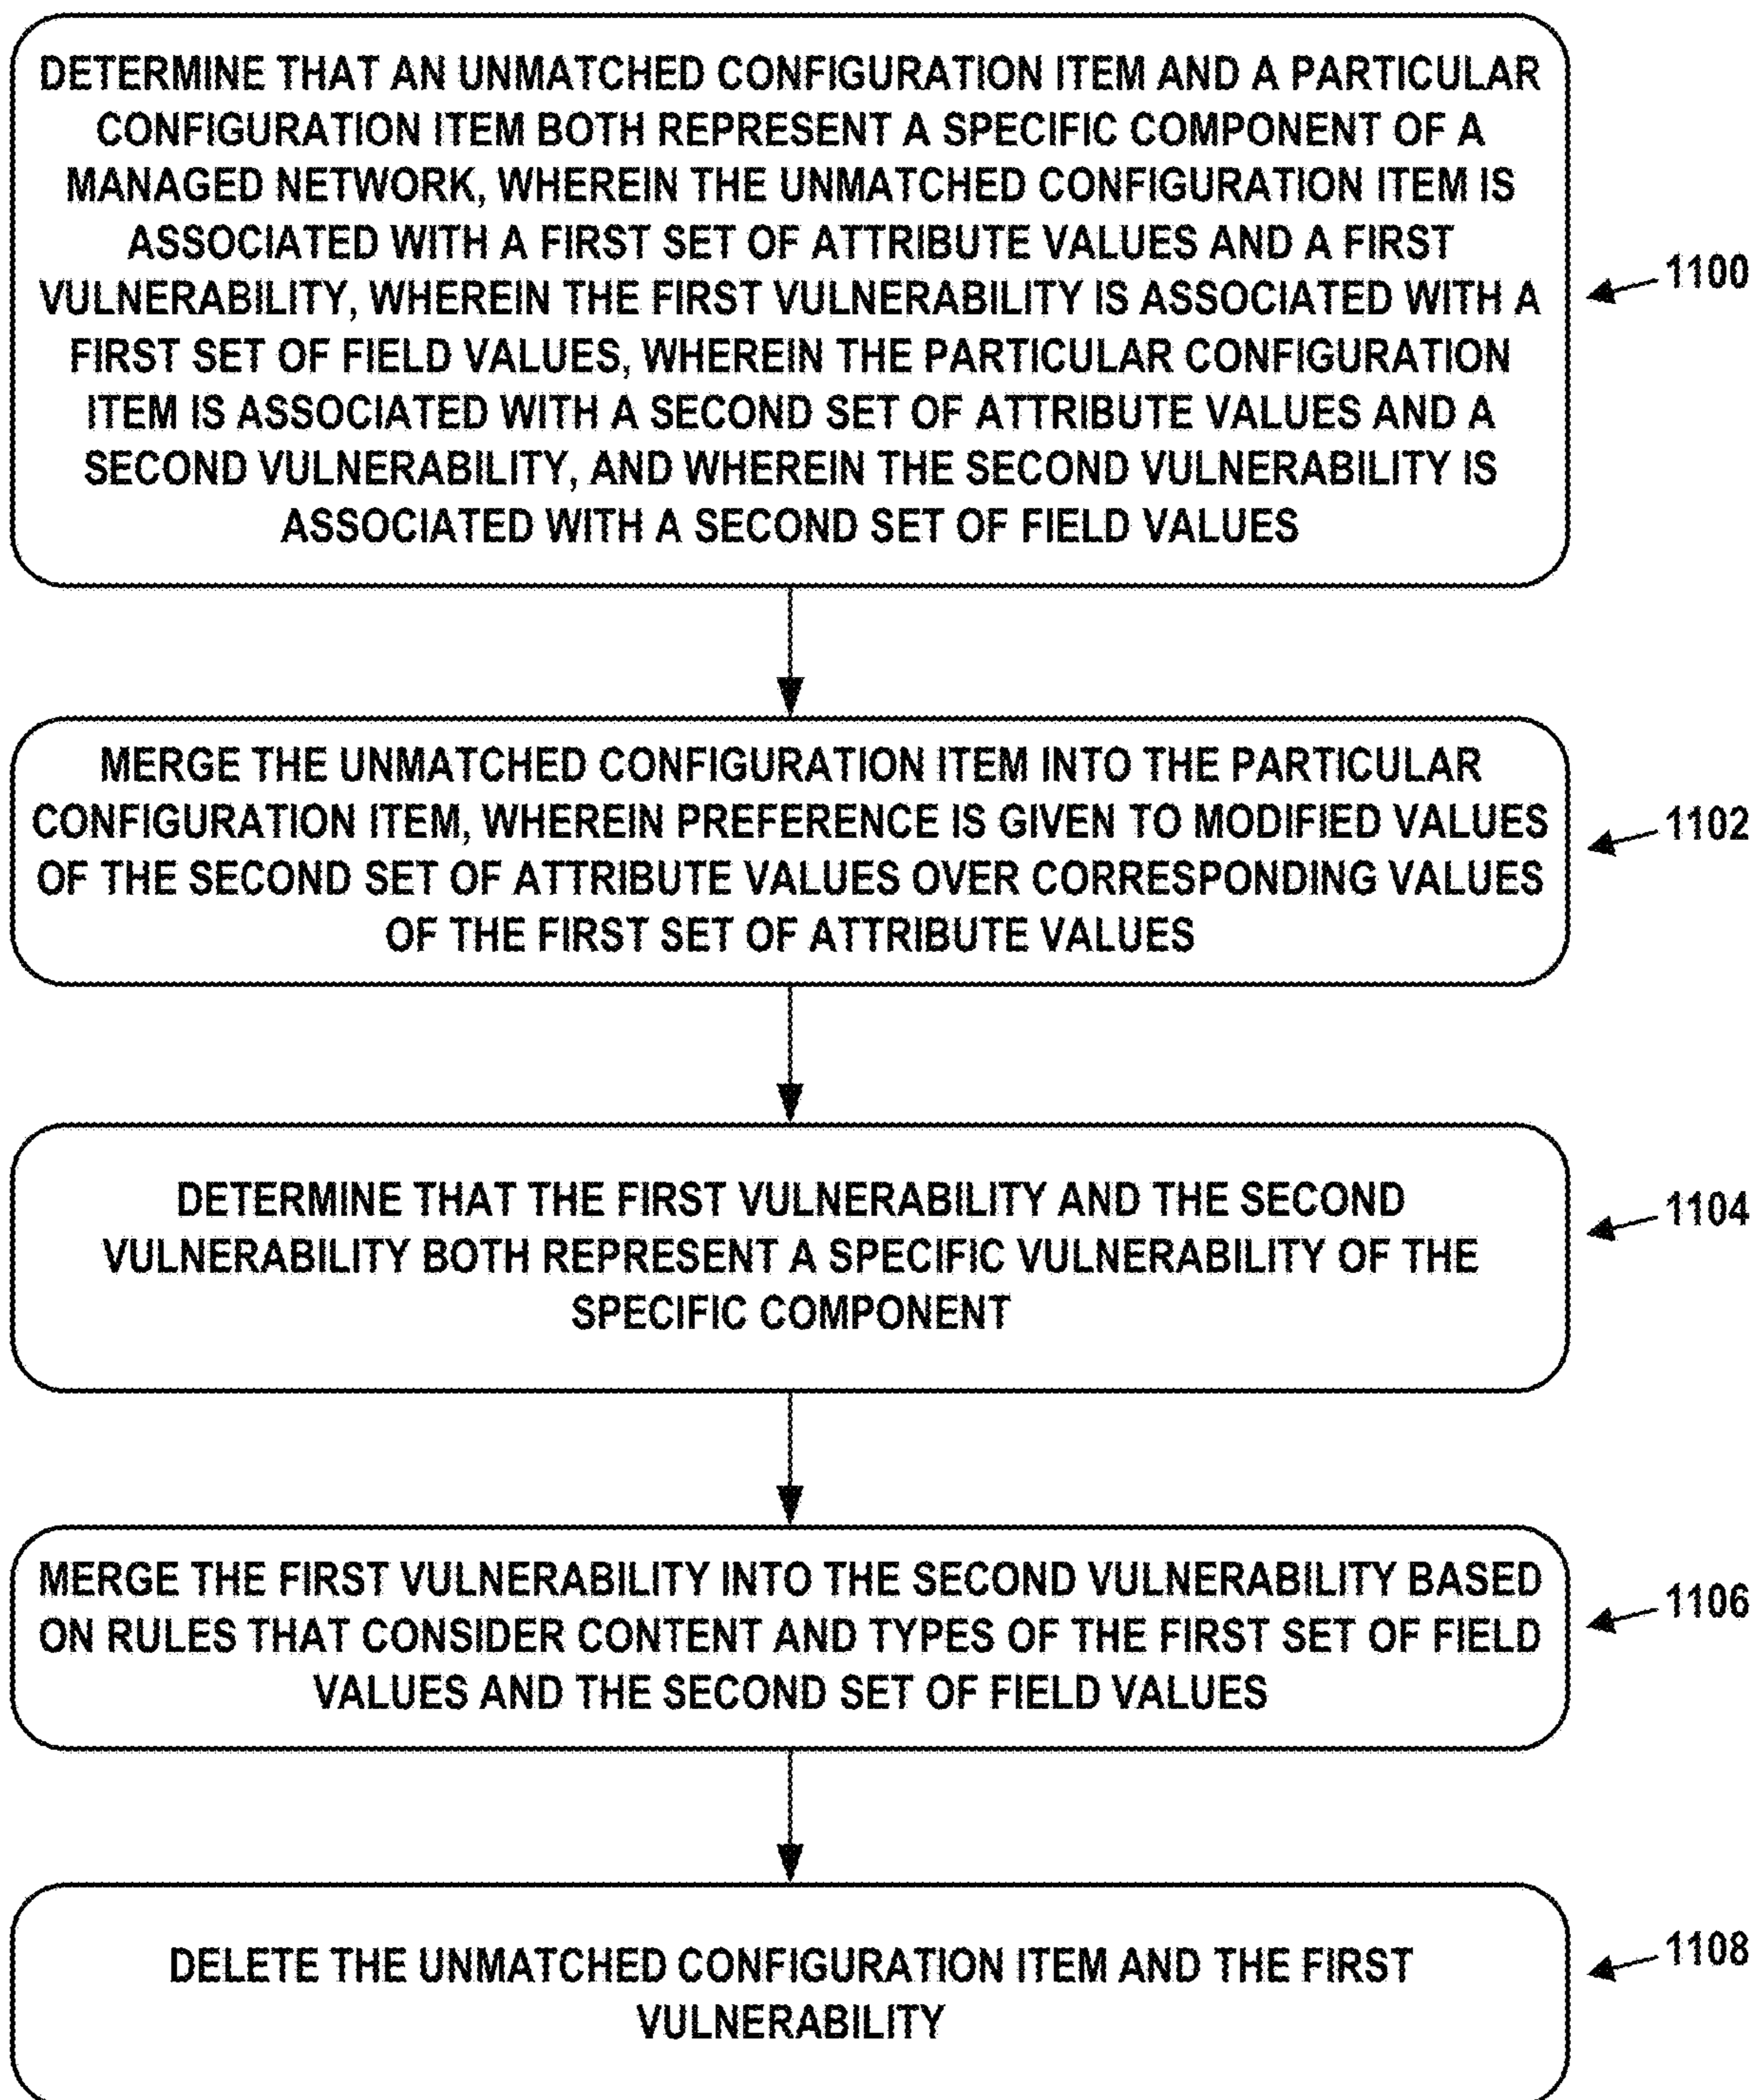 DETERMINE THAT AN UNMATCHED CONFIGURATION ITEM AND A PARTICULAR
CONFIGURATION ITEM BOTH REPRESENT A SPECIFIC COMPONENT OF A
MANAGED NETWORK, WHEREIN THE UNMATCHED CONFIGURATION ITEM IS
ASSOCIATED WITH A FIRST SET OF ATTRIBUTE VALUES AND A FIRST
VULNERABILITY, WHEREIN THE FIRST VULNERABILITY IS ASSOCIATED WITH A
FIRST SET OF FIELD VALUES, WHEREIN THE PARTICULAR CONFIGURATION
ITEM IS ASSOCIATED WITH A SECOND SET OF ATTRIBUTE VALUES AND A
SECOND VULNERABILITY, AND WHEREIN THE SECOND VULNERABILITY IS
ASSOCIATED WITH A SECOND SET OF FIELD VALUES
1100
MERGE THE UNMATCHED CONFIGURATION ITEM INTO THE PARTICULAR
CONFIGURATION ITEM, WHEREIN PREFERENCE IS GIVEN TO MODIFIED VALUES
OF THE SECOND SET OF ATTRIBUTE VALUES OVER CORRESPONDING VALUES
OF THE FIRST SET OF ATTRIBUTE VALUES
1102
DETERMINE THAT THE FIRST VULNERABILITY AND THE SECOND
VULNERABILITY BOTH REPRESENT A SPECIFIC VULNERABILITY OF THE
SPECIFIC COMPONENT
1104
MERGE THE FIRST VULNERABILITY INTO THE SECOND VULNERABILITY BASED
ON RULES THAT CONSIDER CONTENT AND TYPES OF THE FIRST SET OF FIELD
VALUES AND THE SECOND SET OF FIELD VALUES
1106
DELETE THE UNMATCHED CONFIGURATION ITEM AND THE FIRST
VULNERABILITY
1108